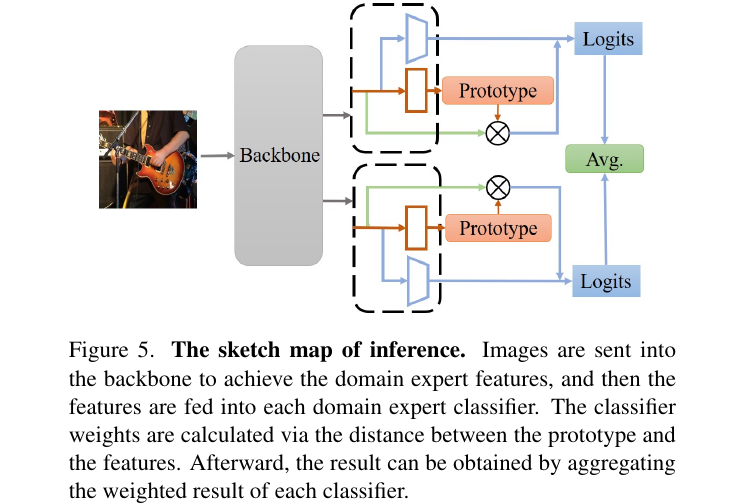 Logits
Prototype
Backbone
Avg.
Prototype
Logits
Figure 5. The sketch map of inference. Images are sent into
the backbone to achieve the domain expert features, and then the
features are fed into each domain expert classifier. The classifier
weights are calculated via the distance between the prototype and
the features. Afterward, the result can be obtained by aggregating
the weighted result of each classifier.